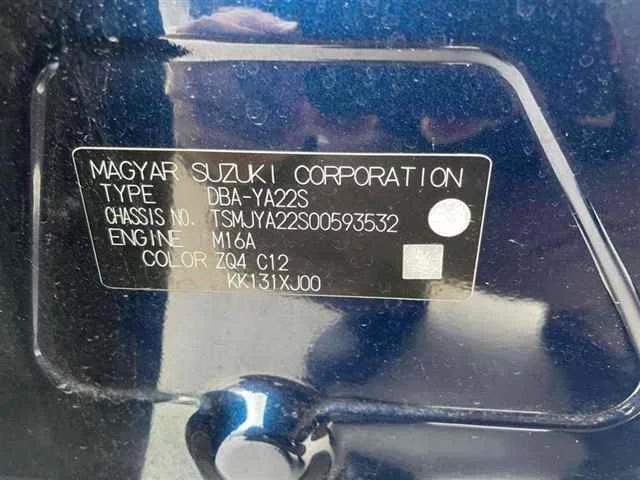 MAGYAR SUZUKI CORPORATION
TYPE DBA-YA22S
CHASSIS NO. TSMJYA22S00593532
ENGINE M16A
COLOR ZQ4 C12
KK131XJ00